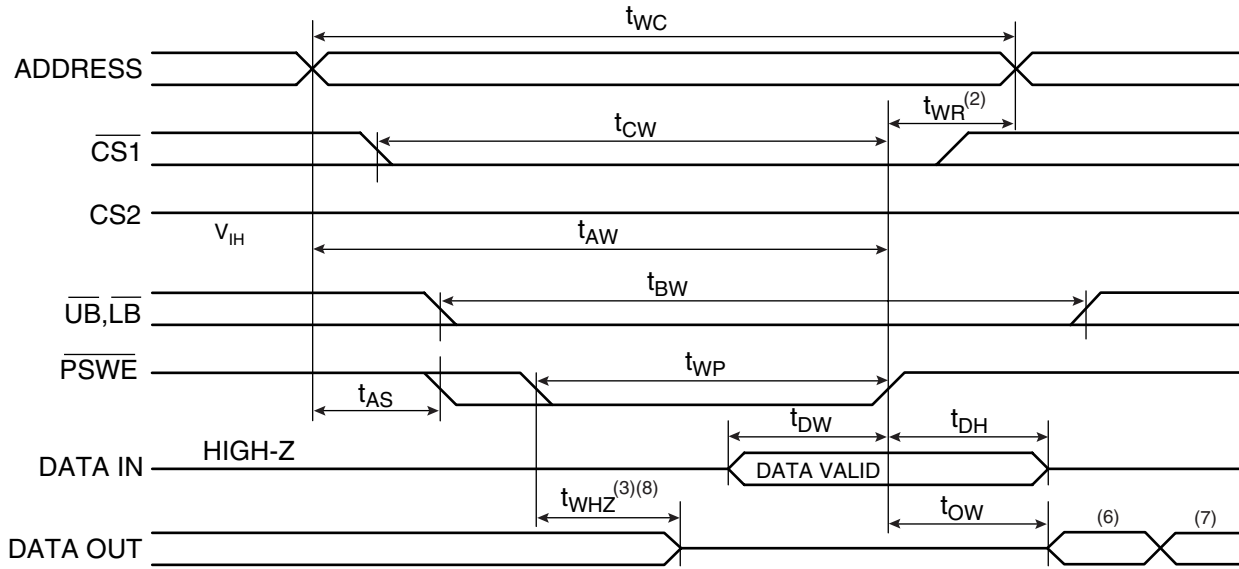 tWC
ADDRESS
tWR(2)
tCW
CS1
CS2
VIH
tAW
tBW
UB,LB
PSWE
tWP
tAS
tDW
tDH
DATA IN
HIGH-Z
DATA VALID
tWHZ(3)(8)
tOW
(6)
(7)
DATA OUT